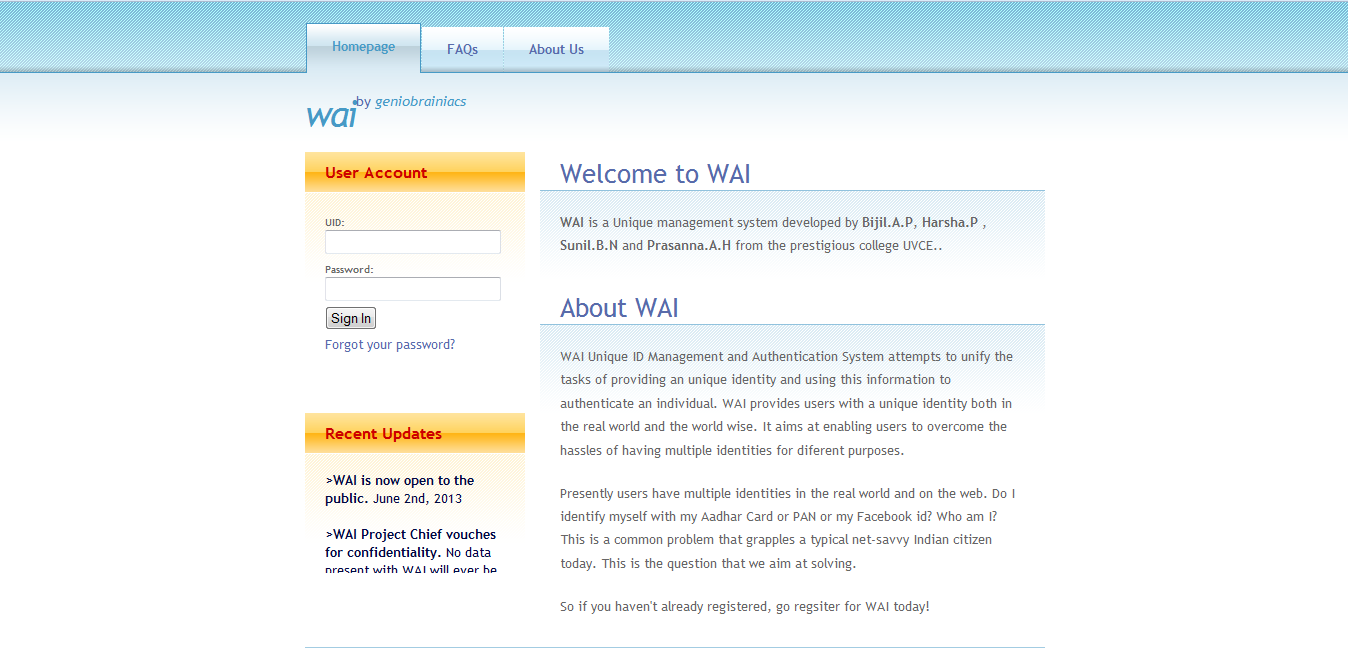 Homepage
FAQs
About Us
wai by geniobrainiacs
User Account
UID:
Password:
Sign In
Forgot your password?
Recent Updates
>WAI is now open to the
public. June 2nd, 2013
>WAI Project Chief vouches
for confidentiality. No data
present with WAI will ever be
Welcome to WAI
WAI is a Unique management system developed by Bijil.A.P, Harsha.P ,
Sunil.B.N and Prasanna.A.H from the prestigious college UVCE..
About WAI
WAI Unique ID Management and Authentication System attempts to unify the
tasks of providing an unique identity and using this information to
authenticate an individual. WAI provides users with a unique identity both in
the real world and the world wise. It aims at enabling users to overcome the
hassles of having multiple identities for diferent purposes.
Presently users have multiple identities in the real world and on the web. Do I
identify myself with my Aadhar Card or PAN or my Facebook id? Who am I?
This is a common problem that grapples a typical net-savvy Indian citizen
today. This is the question that we aim at solving.
So if you haven't already registered, go regsiter for WAI today!